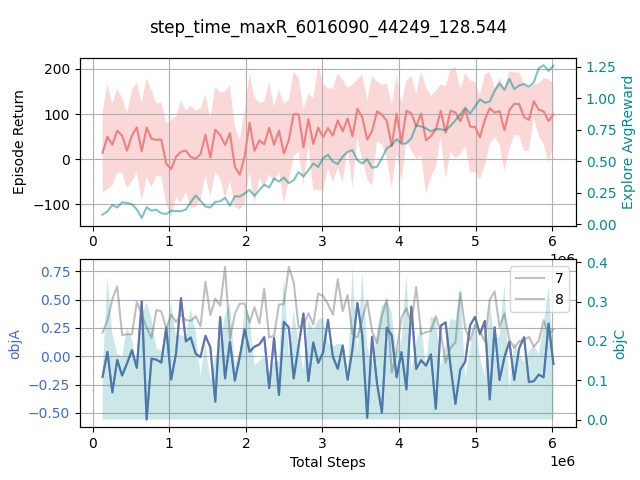 step_time_maxR_6016090_44249_128.544
Episode Return
200
100
0
−100
1.25
1.00
0.75
0.50
0.25
0.00
Explore AvgReward
0 1 2 3 4 5 6
1e6
objA
0.75
0.50
0.25
0.00
−0.25
−0.50
7
8
0.4
0.3
0.2
0.1
0.0
objC
0 1 2 3 4 5 6
Total Steps
1e6